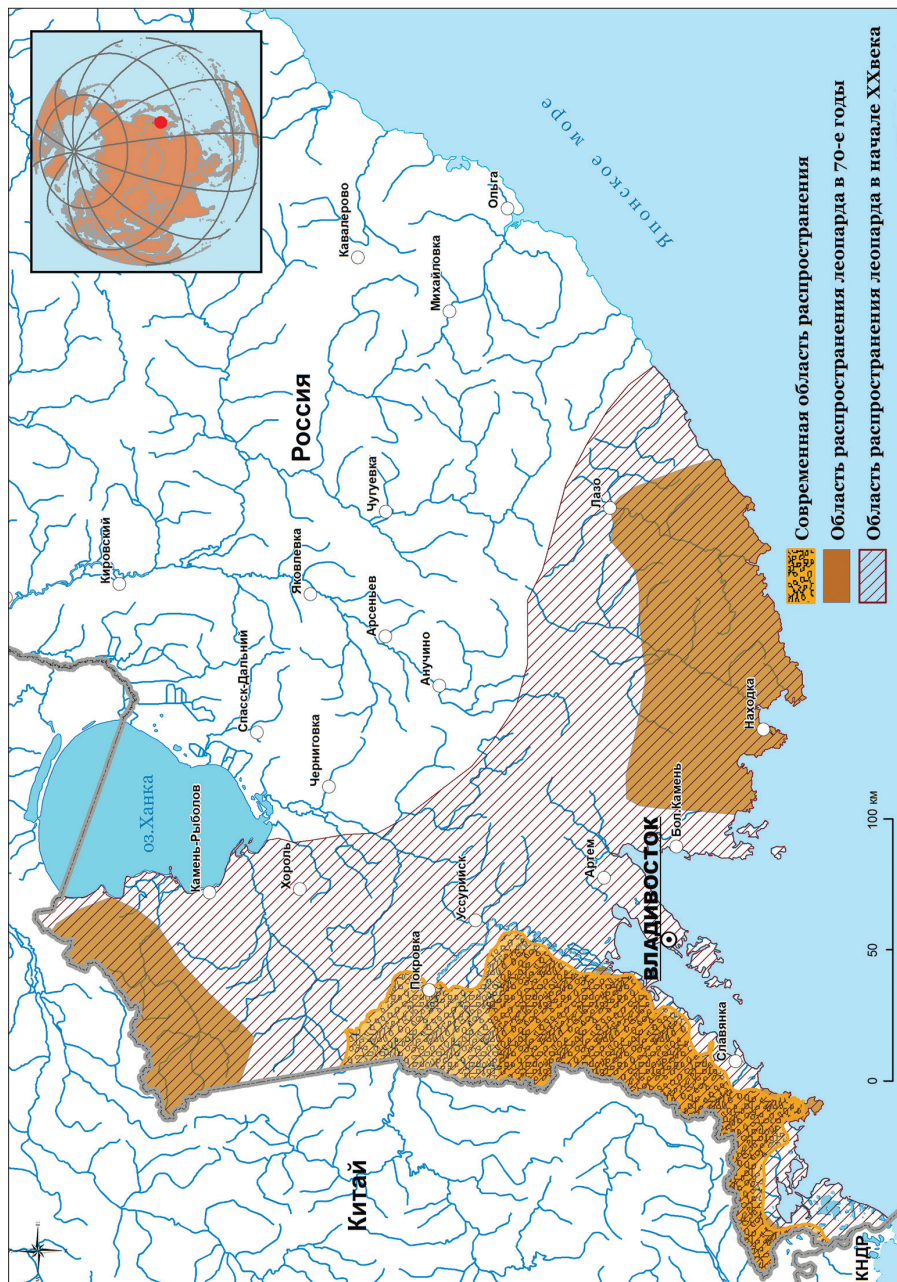 Китай
Россия
КНДР
оз.Ханка
Японское море
Кировский
Спасск-Дальний
Камень-Рыболов
Хороль
Черниговка
Яковлевка
Арсеньев
Анучино
Чугуевка
Кавалерово
Михайловка
Ольга
Покровка
Уссурийск
Артем
ВЛАДИВОСТОК
Бол.Камень
Находка
Лазо
Славянка
0 50 100 км
Современная область распространения
Область распространения леопарда в 70-е годы
Область распространения леопарда в начале XXвека